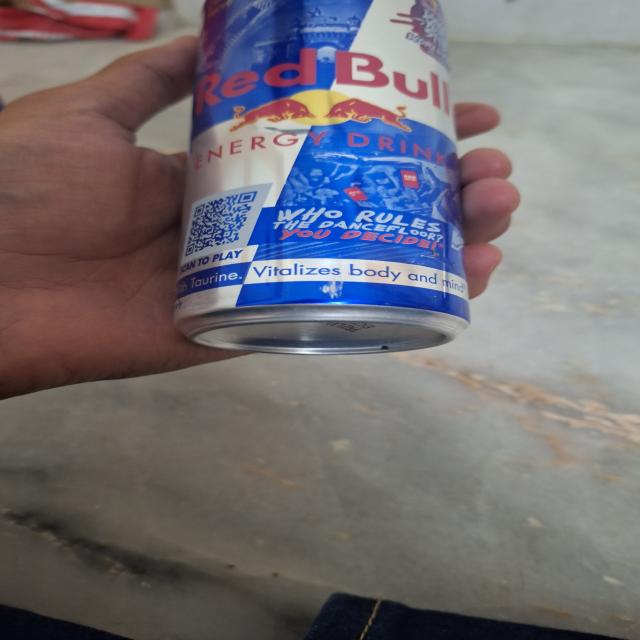 Red Bull
ENERGY DRINK
WHO RULES
THE DANCEFLOOR?
YOU DECIDE!
SCAN TO PLAY
Taurine. Vitalizes body and mind